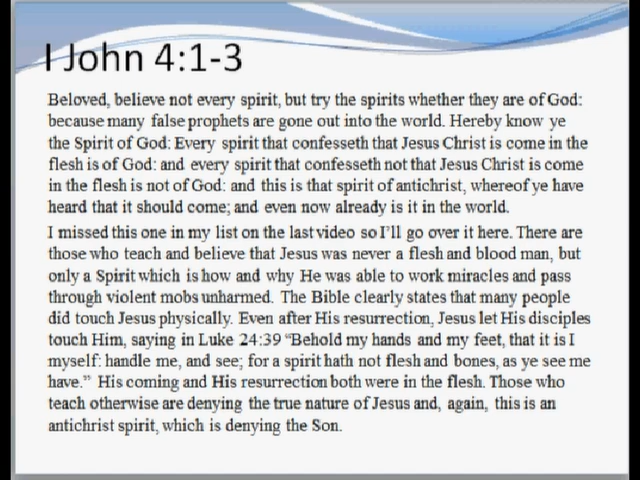 I John 4:1-3
Beloved, believe not every spirit, but try the spirits whether they are of God:
because many false prophets are gone out into the world. Hereby know ye
the Spirit of God: Every spirit that confesseth that Jesus Christ is come in the
flesh is of God: and every spirit that confesseth not that Jesus Christ is come
in the flesh is not of God: and this is that spirit of antichrist, whereof ye have
heard that it should come; and even now already is it in the world.
I missed this one in my list on the last video so I'll go over it here. There are
those who teach and believe that Jesus was never a flesh and blood man, but
only a Spirit which is how and why He was able to work miracles and pass
through violent mobs unharmed. The Bible clearly states that many people
did touch Jesus physically. Even after His resurrection, Jesus let His disciples
touch Him, saying in Luke 24:39 “Behold my hands and my feet, that it is I
myself: handle me, and see; for a spirit hath not flesh and bones, as ye see me
have.” His coming and His resurrection both were in the flesh. Those who
teach otherwise are denying the true nature of Jesus and, again, this is an
antichrist spirit, which is denying the Son.